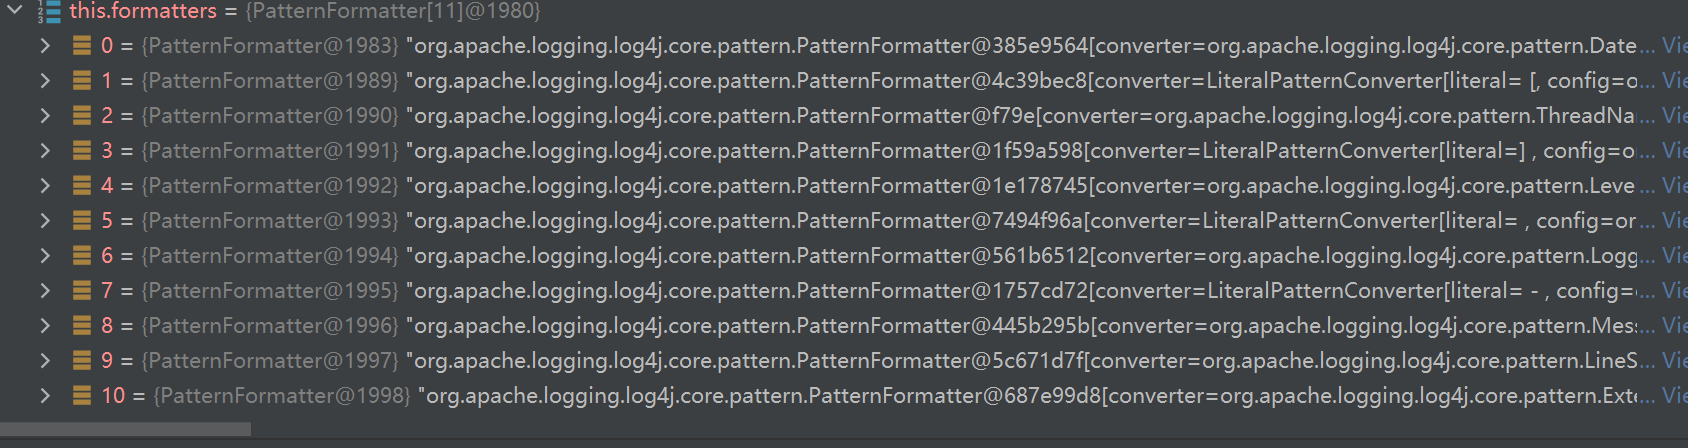 this.formatters = {PatternFormatter[11]@1980}
0 = {PatternFormatter@1983} "org.apache.logging.log4j.core.pattern.PatternFormatter@385e9564[converter=org.apache.logging.log4j.core.pattern.Date... Vie
1 = {PatternFormatter@1989} "org.apache.logging.log4j.core.pattern.PatternFormatter@4c39bec8[converter=LiteralPatternConverter[literal= [, config=o... Vie
2 = {PatternFormatter@1990} "org.apache.logging.log4j.core.pattern.PatternFormatter@f79e[converter=org.apache.logging.log4j.core.pattern.ThreadNa... Vie
3 = {PatternFormatter@1991} "org.apache.logging.log4j.core.pattern.PatternFormatter@1f59a598[converter=LiteralPatternConverter[literal=] , config=o... Vie
4 = {PatternFormatter@1992} "org.apache.logging.log4j.core.pattern.PatternFormatter@1e178745[converter=org.apache.logging.log4j.core.pattern.Leve... Vie
5 = {PatternFormatter@1993} "org.apache.logging.log4j.core.pattern.PatternFormatter@7494f96a[converter=LiteralPatternConverter[literal= , config=or... Vie
6 = {PatternFormatter@1994} "org.apache.logging.log4j.core.pattern.PatternFormatter@561b6512[converter=org.apache.logging.log4j.core.pattern.Logg... Vie
7 = {PatternFormatter@1995} "org.apache.logging.log4j.core.pattern.PatternFormatter@1757cd72[converter=LiteralPatternConverter[literal= - , config=... Vie
8 = {PatternFormatter@1996} "org.apache.logging.log4j.core.pattern.PatternFormatter@445b295b[converter=org.apache.logging.log4j.core.pattern.Mes... Vie
9 = {PatternFormatter@1997} "org.apache.logging.log4j.core.pattern.PatternFormatter@5c671d7f[converter=org.apache.logging.log4j.core.pattern.LineS... Vie
10 = {PatternFormatter@1998} "org.apache.logging.log4j.core.pattern.PatternFormatter@687e99d8[converter=org.apache.logging.log4j.core.pattern.Exte... Vie